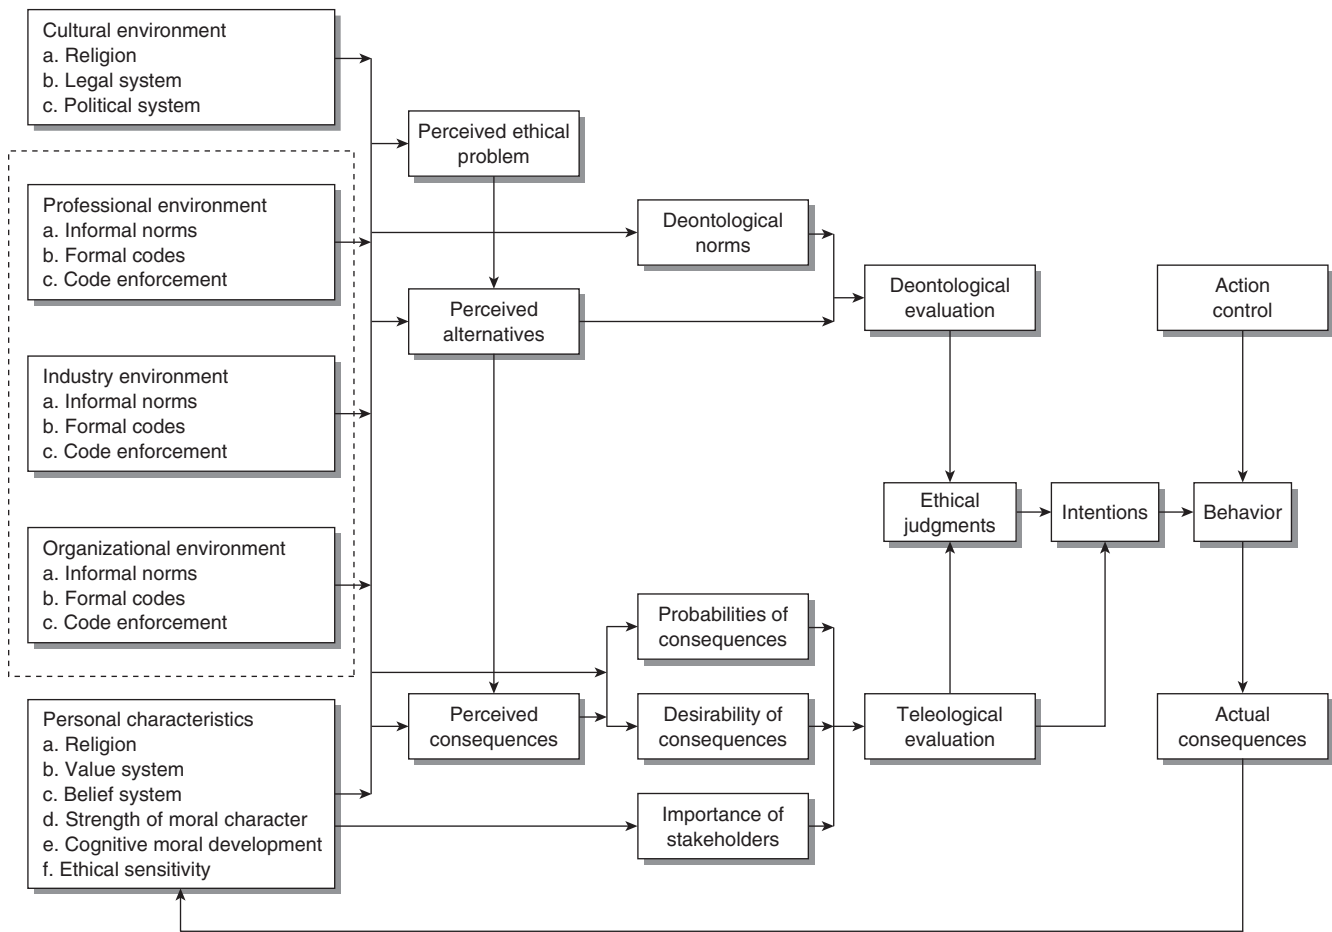 Cultural environment
a. Religion
b. Legal system
c. Political system
Professional environment
a. Informal norms
b. Formal codes
c. Code enforcement
Industry environment
a. Informal norms
b. Formal codes
c. Code enforcement
Organizational environment
a. Informal norms
b. Formal codes
c. Code enforcement
Personal characteristics
a. Religion
b. Value system
c. Belief system
d. Strength of moral character
e. Cognitive moral development
f. Ethical sensitivity
Perceived ethical
problem
Perceived
alternatives
Perceived
consequences
Deontological
norms
Probabilities of
consequences
Desirability of
consequences
Importance of
stakeholders
Deontological
evaluation
Ethical
judgments
Teleological
evaluation
Intentions
Action
control
Behavior
Actual
consequences